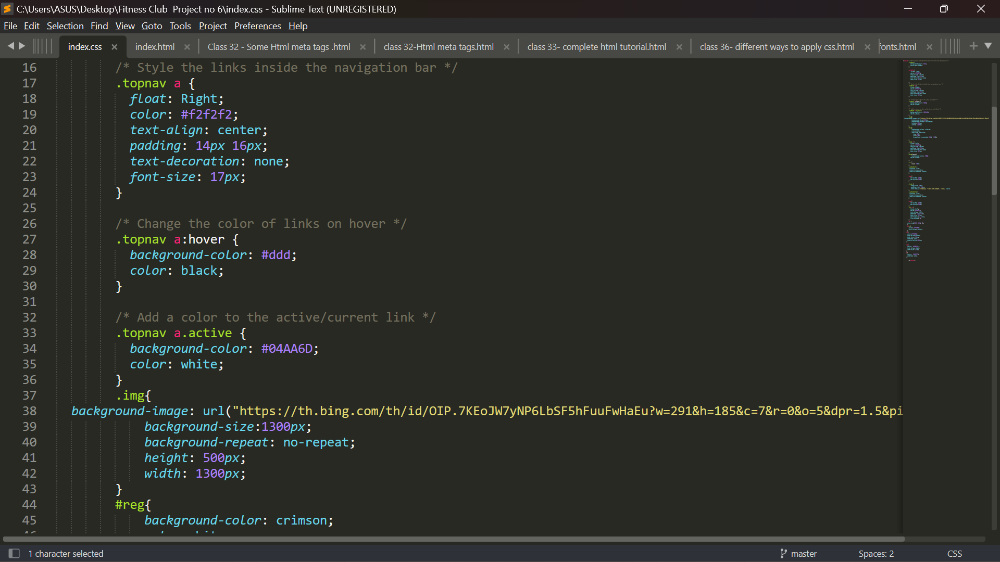 C:\Users\ASUS\Desktop\Fitness Club  Project no 6\index.css - Sublime Text (UNREGISTERED)
File Edit Selection Find View Goto Tools Project Preferences Help
index.css index.html Class 32 - Some Html meta tags .html class 32-Html meta tags.html class 33- complete html tutorial.html class 36- different ways to apply css.html fonts.html
16 /* Style the links inside the navigation bar */
17 .topnav a {
18 float: Right;
19 color: #f2f2f2;
20 text-align: center;
21 padding: 14px 16px;
22 text-decoration: none;
23 font-size: 17px;
24 }
25
26 /* Change the color of links on hover */
27 .topnav a:hover {
28 background-color: #ddd;
29 color: black;
30 }
31
32 /* Add a color to the active/current link */
33 .topnav a.active {
34 background-color: #04AA6D;
35 color: white;
36 }
37 .img{
38 background-image: url("https://th.bing.com/th/id/OIP.7KEoJW7yNP6LbSF5hFuuFwHaEu?w=291&h=185&c=7&r=0&o=5&dpr=1.5&pi
39 background-size:1300px;
40 background-repeat: no-repeat;
41 height: 500px;
42 width: 1300px;
43 }
44 #reg{
45 background-color: crimson;
1 character selected master Spaces: 2 CSS